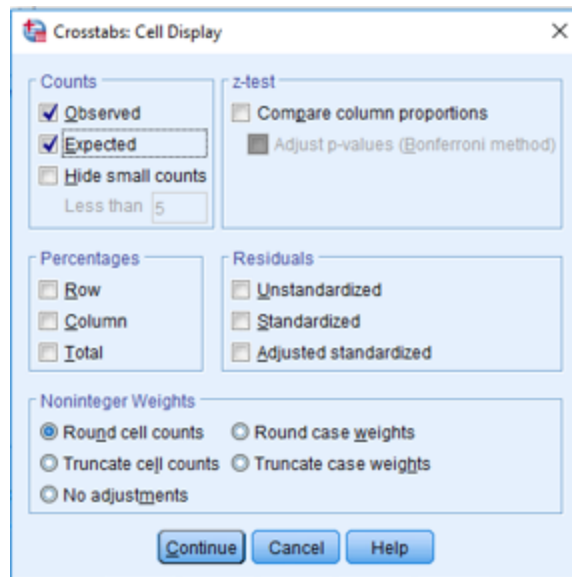 Crosstabs: Cell Display
Counts
Observed
Expected
Hide small counts
Less than 5
z-test
Compare column proportions
Adjust p-values (Bonferroni method)
Percentages
Row
Column
Total
Residuals
Unstandardized
Standardized
Adjusted standardized
Noninteger Weights
Round cell counts Round case weights
Truncate cell counts Truncate case weights
No adjustments
Continue Cancel Help